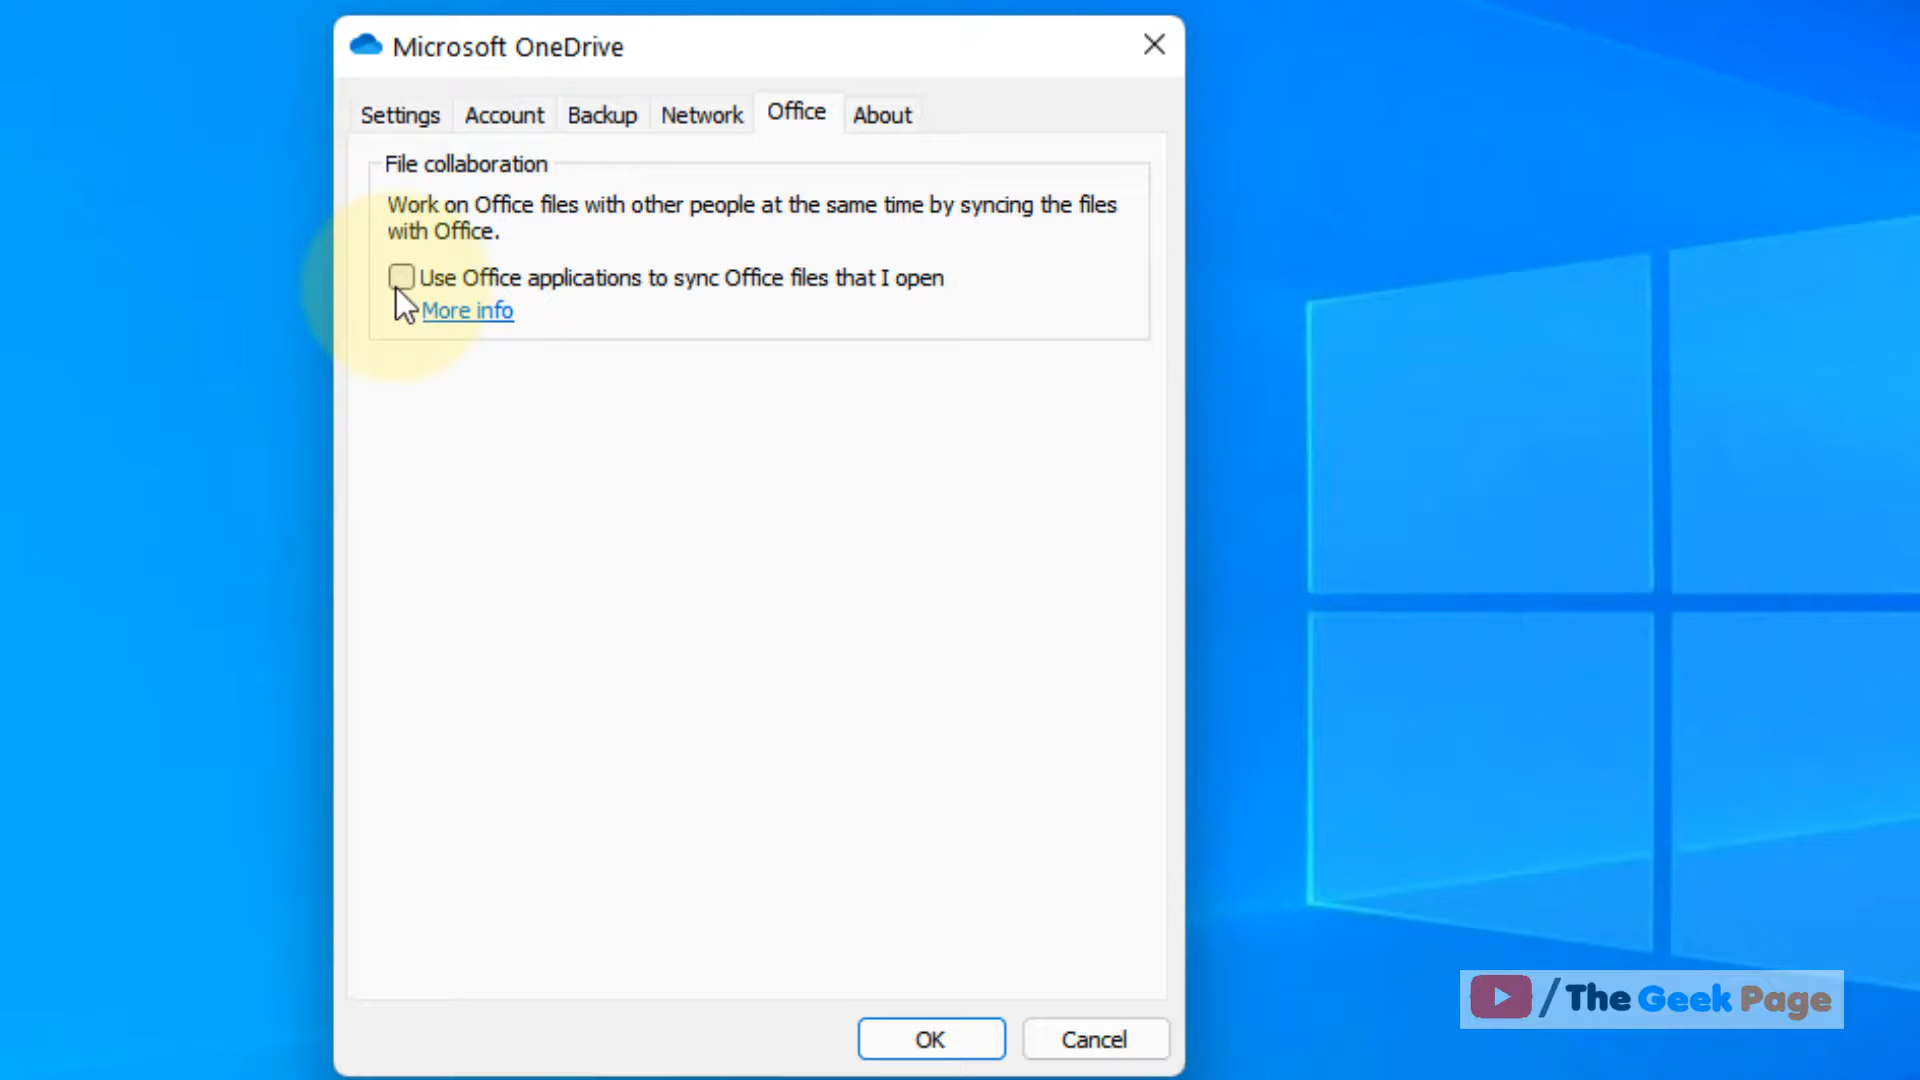 Microsoft OneDrive
Settings Account Backup Network Office About
File collaboration
Work on Office files with other people at the same time by syncing the files
with Office.
Use Office applications to sync Office files that I open
More info
OK Cancel
/ The Geek Page